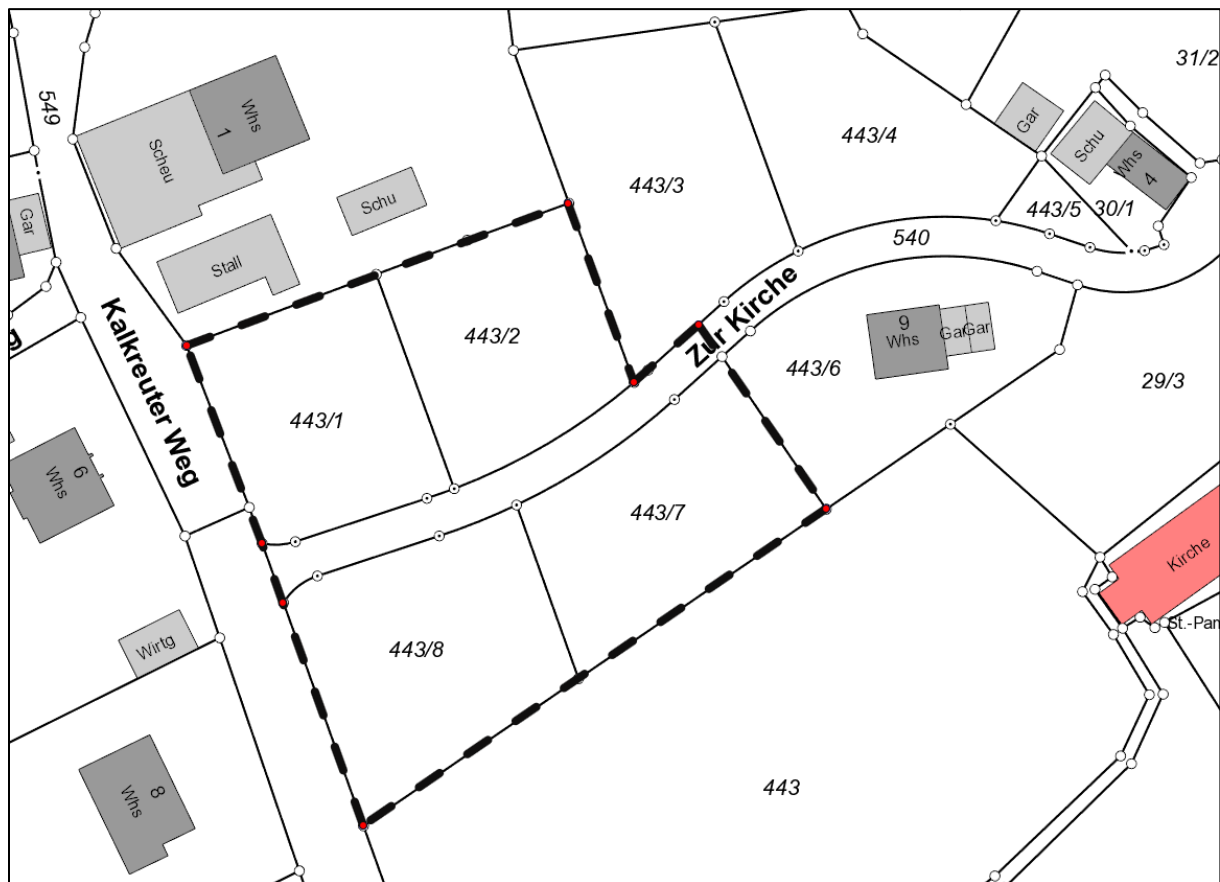 31/2
549
Whs
1
Scheu
Gar
Schu
Whs
4
443/4
443/3
Schu
443/5
30/1
Gar
540
Stall
Zur Kirche
Kalkreuter Weg
g
443/2
9
Whs
Gar
Gar
443/6
29/3
443/1
6
Whs
443/7
Kirche
St.-Pan
Wirtg
443/8
8
Whs
443